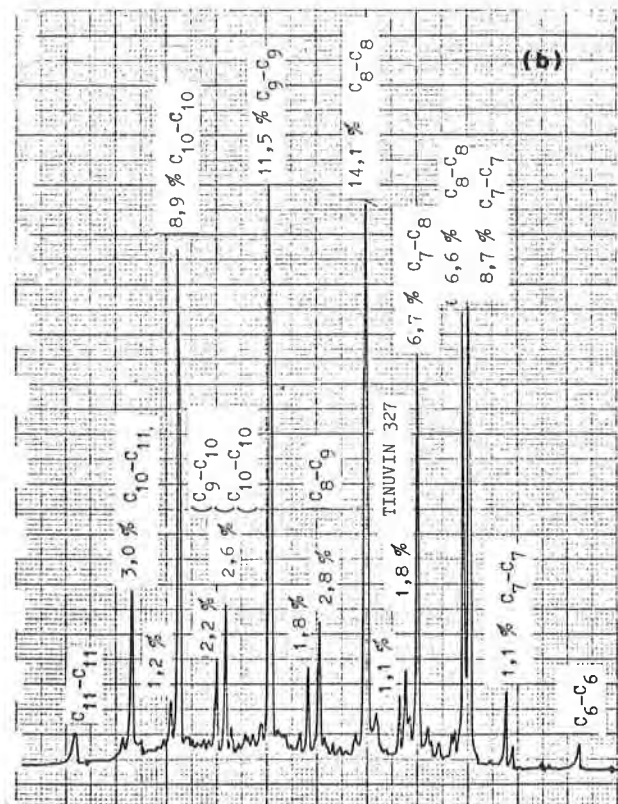 (b)
C₁₁-C₁₁
3,0 % C₁₀-C₁₁
1,2 %
8,9 % C₁₀-C₁₀
2,2 % (C₉-C₁₀
2,6 % (C₁₀-C₁₀
11,5 % C₉-C₉
1,8 %
2,8 % C₈-C₉
14,1 % C₈-C₈
1,1 %
1,8 % TINUVIN 327
6,7 % C₇-C₈
6,6 % C₈-C₈
8,7 % C₇-C₇
1,1 % C₇-C₇
C₆-C₆